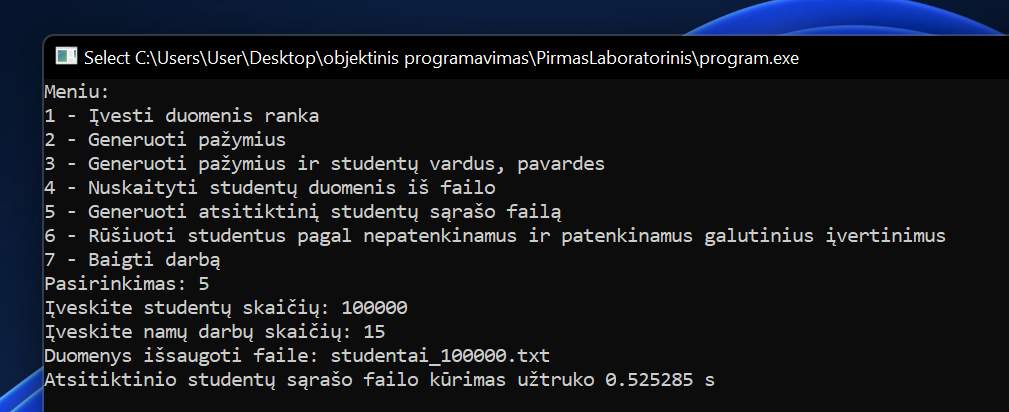 Select C:\Users\User\Desktop\objektinis programavimas\PirmasLaboratorinis\program.exe
Meniu:
1 - Įvesti duomenis ranka
2 - Generuoti pažymius
3 - Generuoti pažymius ir studentų vardus, pavardes
4 - Nuskaityti studentų duomenis iš failo
5 - Generuoti atsitiktinį studentų sąrašo failą
6 - Rūšiuoti studentus pagal nepatenkinamus ir patenkinamus galutinius įvertinimus
7 - Baigti darbą
Pasirinkimas: 5
Įveskite studentų skaičių: 100000
Įveskite namų darbų skaičių: 15
Duomenys išsaugoti faile: studentai_100000.txt
Atsitiktinio studentų sąrašo failo kūrimas užtruko 0.525285 s